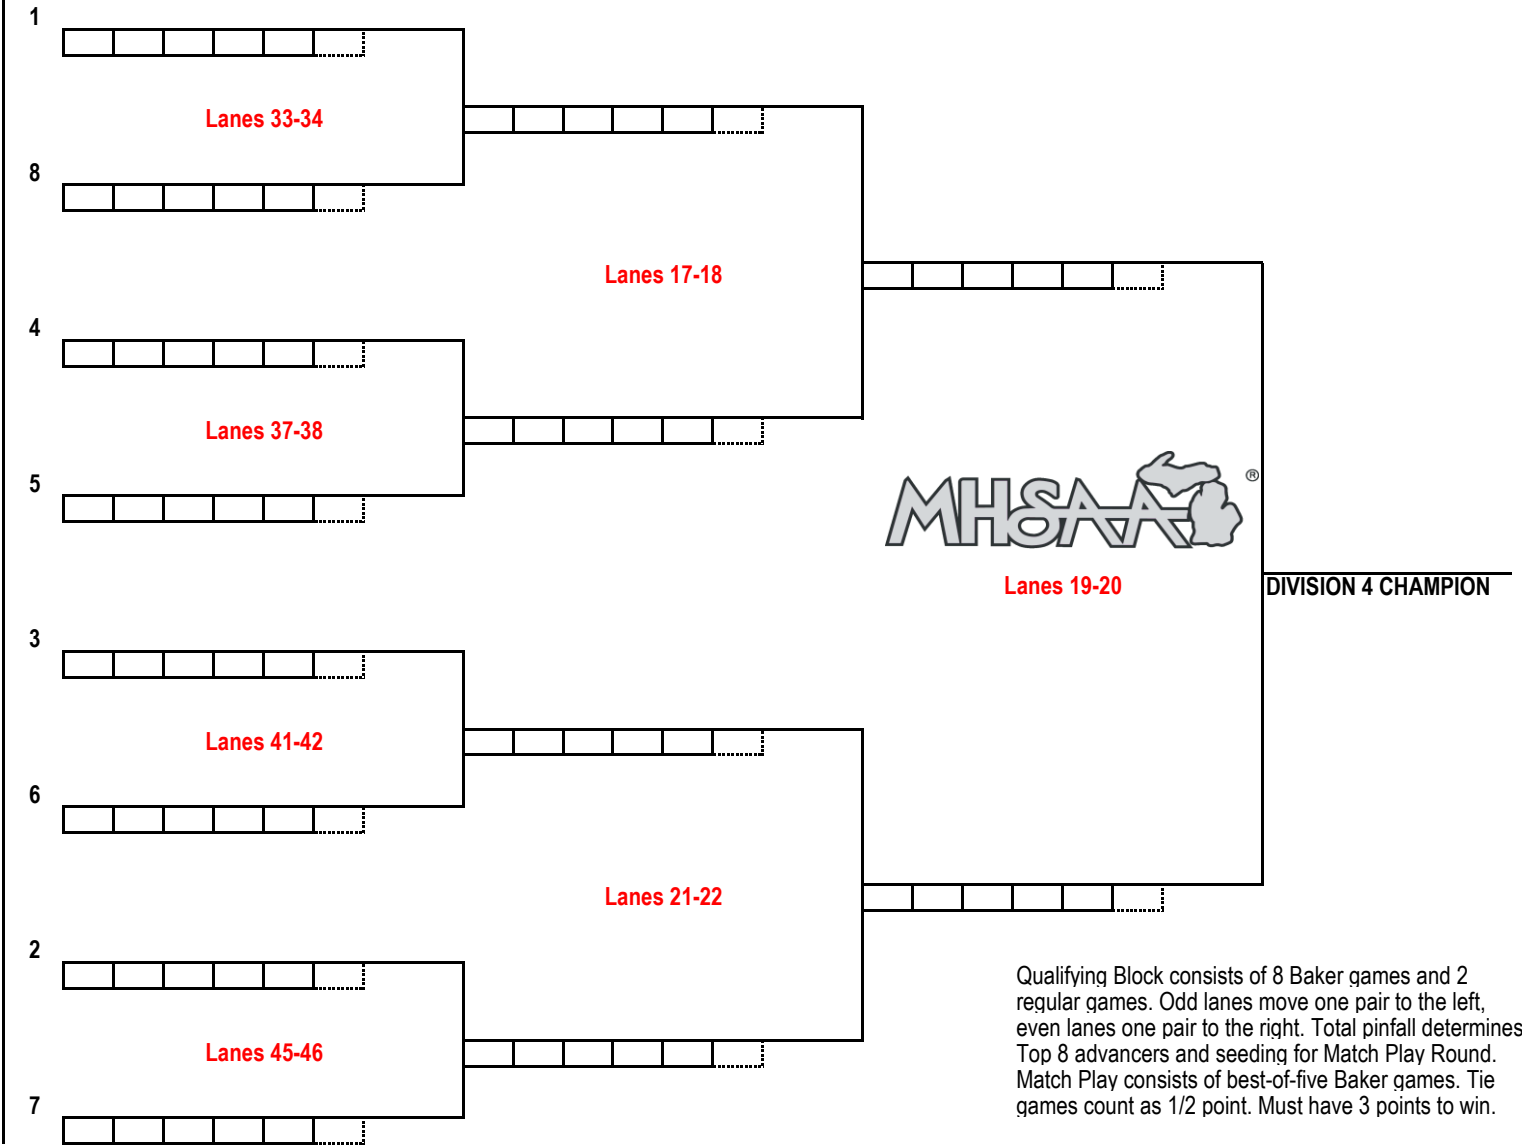 1
Lanes 33-34
8
Lanes 17-18
4
Lanes 37-38
5
MHSAA®
Lanes 19-20
DIVISION 4 CHAMPION
3
Lanes 41-42
6
Lanes 21-22
2
Lanes 45-46
7
Qualifying Block consists of 8 Baker games and 2
regular games. Odd lanes move one pair to the left,
even lanes one pair to the right. Total pinfall determines
Top 8 advancers and seeding for Match Play Round.
Match Play consists of best-of-five Baker games. Tie
games count as 1/2 point. Must have 3 points to win.